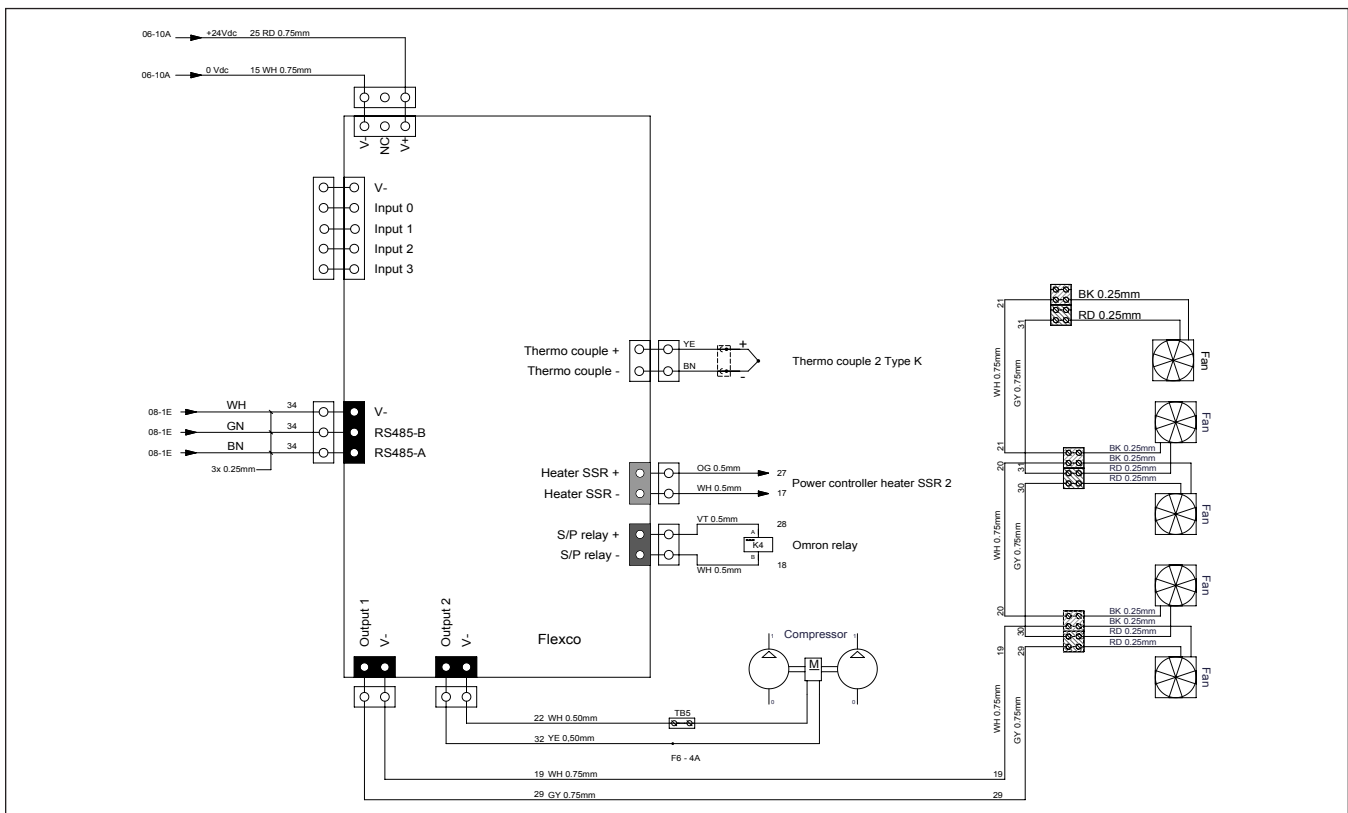 06-10A +24Vdc 25 RD 0.75mm
06-10A 0 Vdc 15 WH 0.75mm
V- NC V+
V-
Input 0
Input 1
Input 2
Input 3
Thermo couple +
Thermo couple -
YE
BN
+
-
Thermo couple 2 Type K
08-1E WH 34 V-
08-1E GN 34 RS485-B
08-1E BN 34 RS485-A
3x 0.25mm
Heater SSR +
Heater SSR -
OG 0.5mm 27
WH 0.5mm 17
Power controller heater SSR 2
S/P relay +
S/P relay -
VT 0.5mm 28
A
K4
B
WH 0.5mm 18
Omron relay
Output 1
V-
Output 2
V-
Flexco
Compressor
1
1
M
0
0
22 WH 0.50mm
TB5
32 YE 0,50mm
F6 - 4A
19 WH 0.75mm 19
29 GY 0.75mm 29
21
BK 0.25mm
31
RD 0.25mm
Fan
WH 0.75mm
GY 0.75mm
Fan
21
BK 0.25mm
20
BK 0.25mm
31
RD 0.25mm
30
RD 0.25mm
Fan
WH 0.75mm
GY 0.75mm
Fan
20
BK 0.25mm
BK 0.25mm
30
RD 0.25mm
19
29
RD 0.25mm
Fan
WH 0.75mm
GY 0.75mm